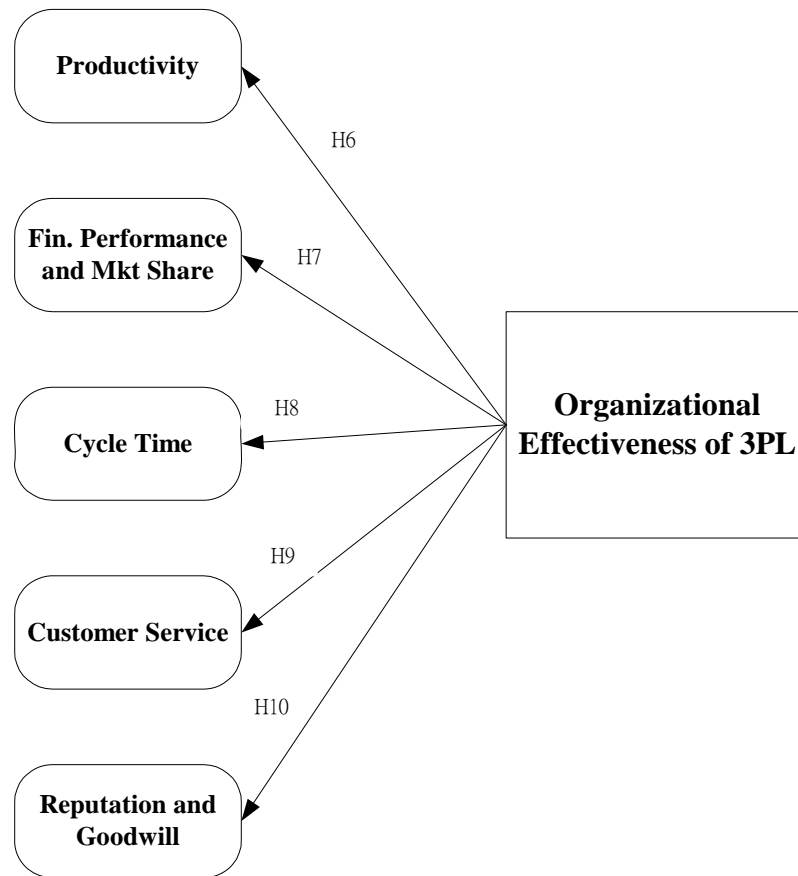 Productivity
H6
Fin. Performance
and Mkt Share
H7
Organizational
Effectiveness of 3PL
H8
Cycle Time
H9
Customer Service
H10
Reputation and
Goodwill